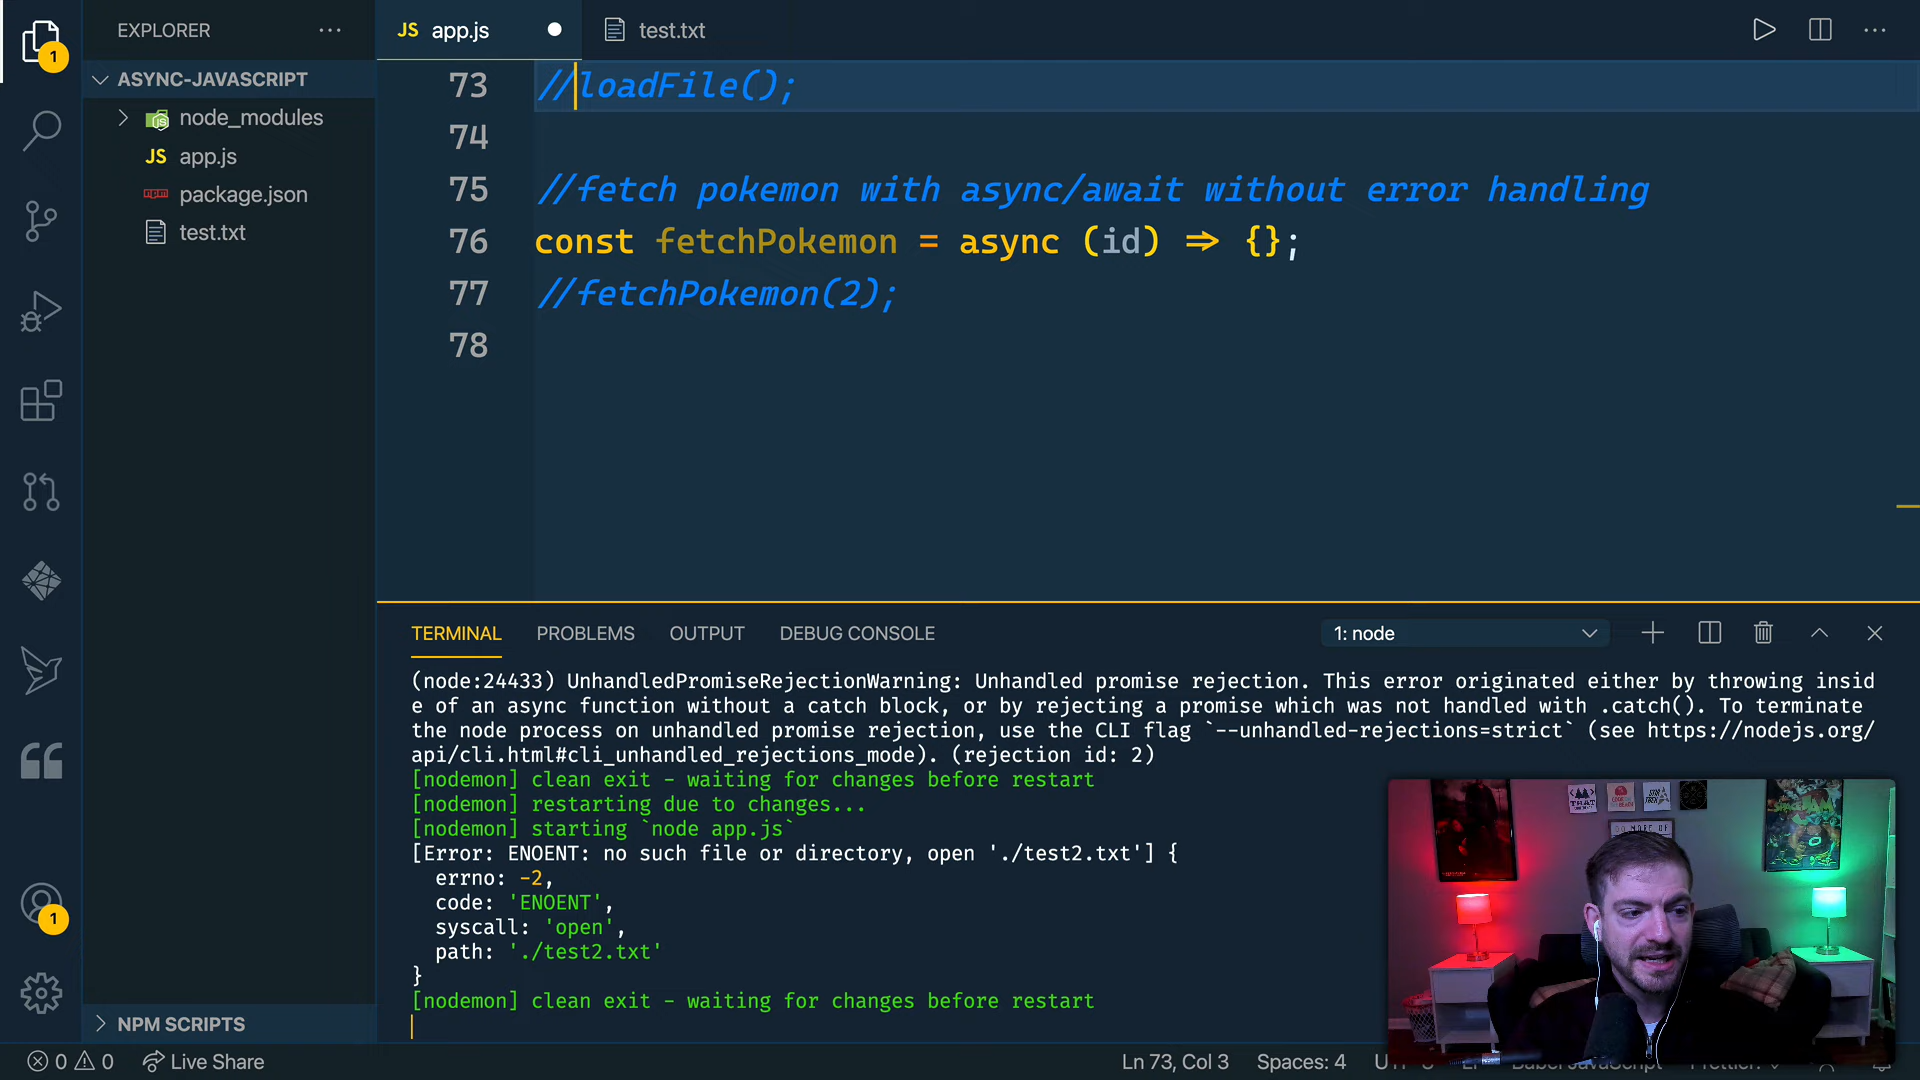 EXPLORER
JS app.js
test.txt
1
ASYNC-JAVASCRIPT
node_modules
JS app.js
package.json
test.txt
73 //loadFile();
74
75 //fetch pokemon with async/await without error handling
76 const fetchPokemon = async (id) => {};
77 //fetchPokemon(2);
78
TERMINAL PROBLEMS OUTPUT DEBUG CONSOLE
1: node
(node:24433) UnhandledPromiseRejectionWarning: Unhandled promise rejection. This error originated either by throwing insid
e of an async function without a catch block, or by rejecting a promise which was not handled with .catch(). To terminate
the node process on unhandled promise rejection, use the CLI flag `--unhandled-rejections=strict` (see https://nodejs.org/
api/cli.html#cli_unhandled_rejections_mode). (rejection id: 2)
[nodemon] clean exit - waiting for changes before restart
[nodemon] restarting due to changes...
[nodemon] starting `node app.js`
[Error: ENOENT: no such file or directory, open './test2.txt'] {
errno: -2,
code: 'ENOENT',
syscall: 'open',
path: './test2.txt'
}
[nodemon] clean exit - waiting for changes before restart
1
NPM SCRIPTS
0 0 Live Share
Ln 73, Col 3 Spaces: 4